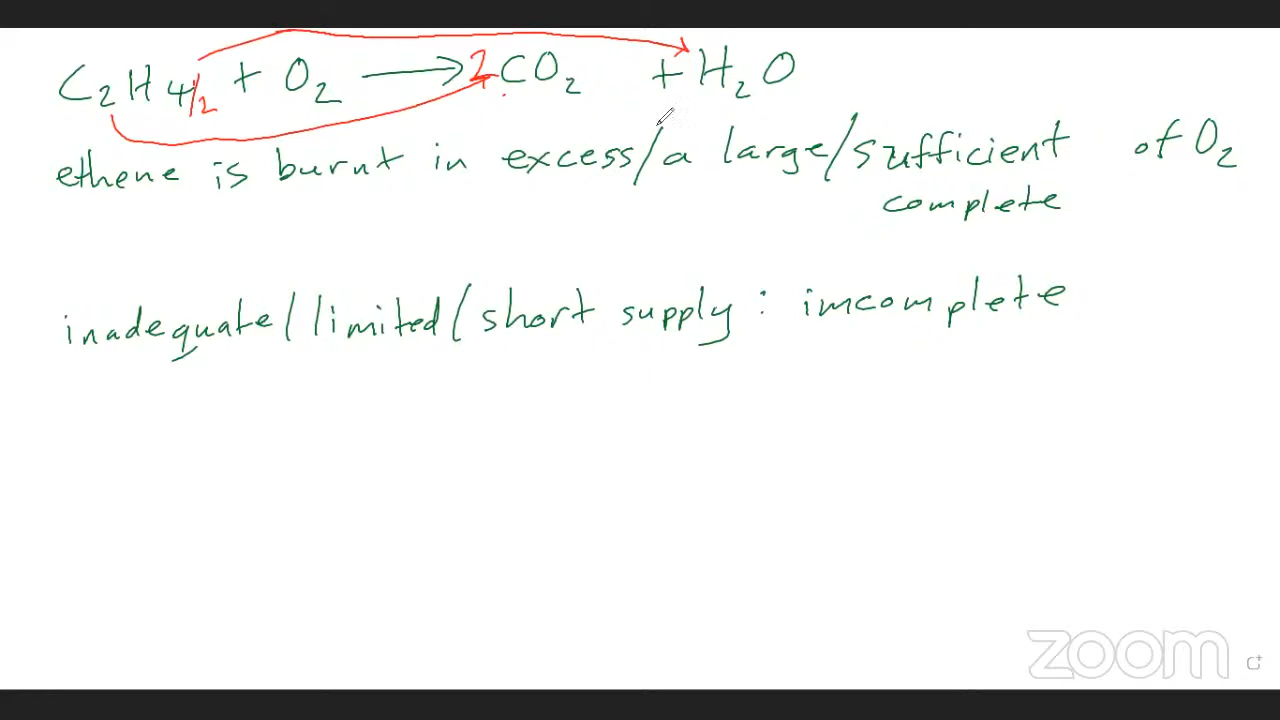 C₂H₄/₂ + O₂ ⟶ 2CO₂ + H₂O
ethene is burnt in excess/a large/sufficient of O₂
complete
inadequate/limited/short supply : imcomplete
zoom